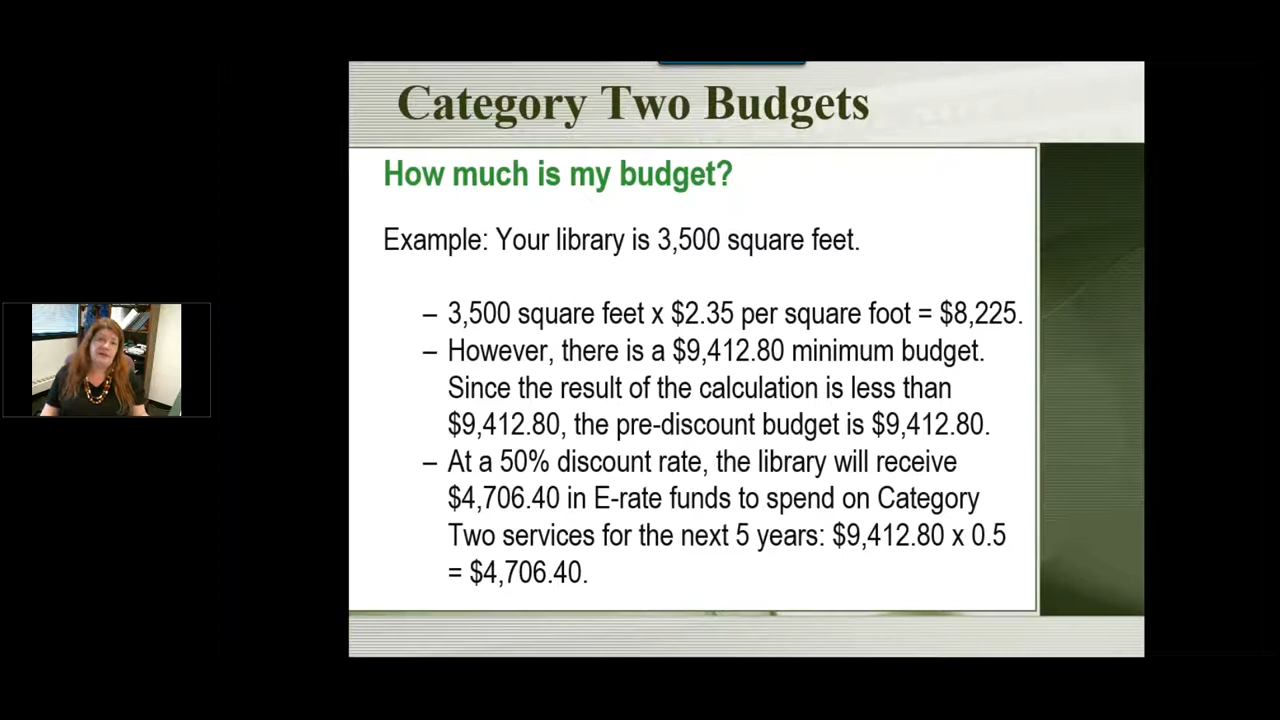 Category Two Budgets
How much is my budget?
Example: Your library is 3,500 square feet.
– 3,500 square feet x $2.35 per square foot = $8,225.
– However, there is a $9,412.80 minimum budget.
Since the result of the calculation is less than
$9,412.80, the pre-discount budget is $9,412.80.
– At a 50% discount rate, the library will receive
$4,706.40 in E-rate funds to spend on Category
Two services for the next 5 years: $9,412.80 x 0.5
= $4,706.40.